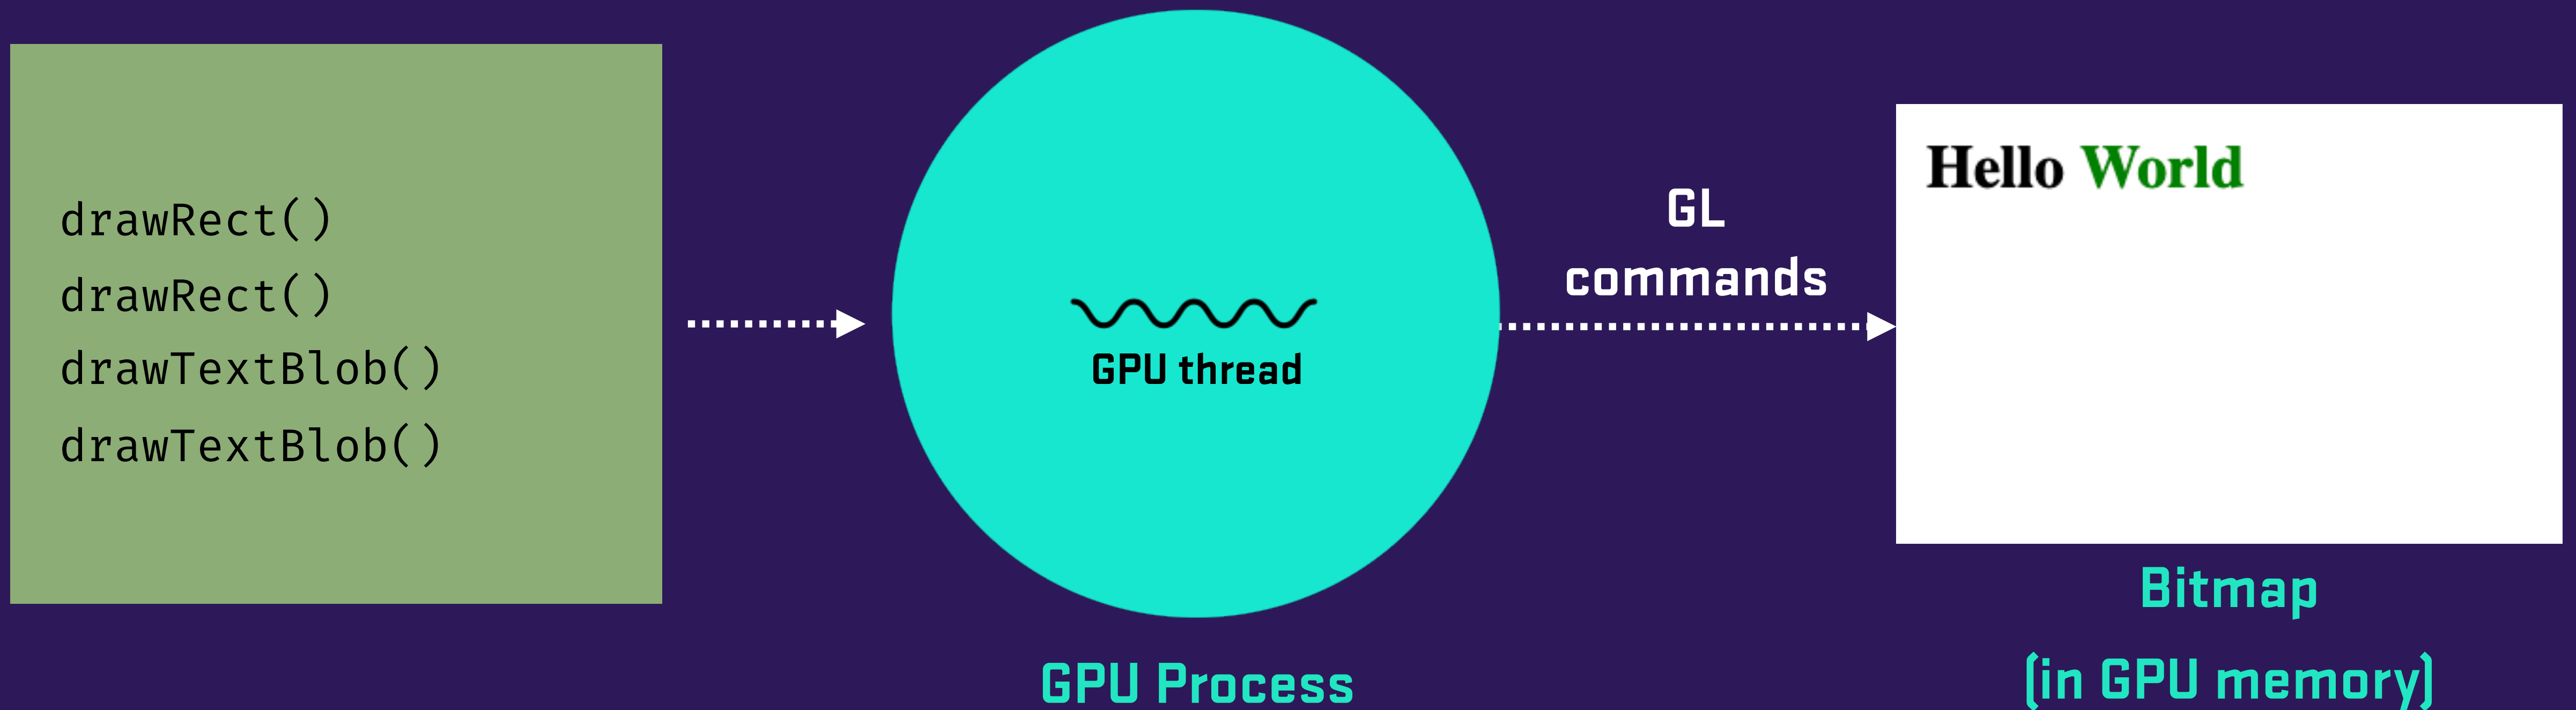 drawRect()
drawRect()
drawTextBlob()
drawTextBlob()
GPU thread
GPU Process
GL
commands
Hello World
Bitmap
(in GPU memory)